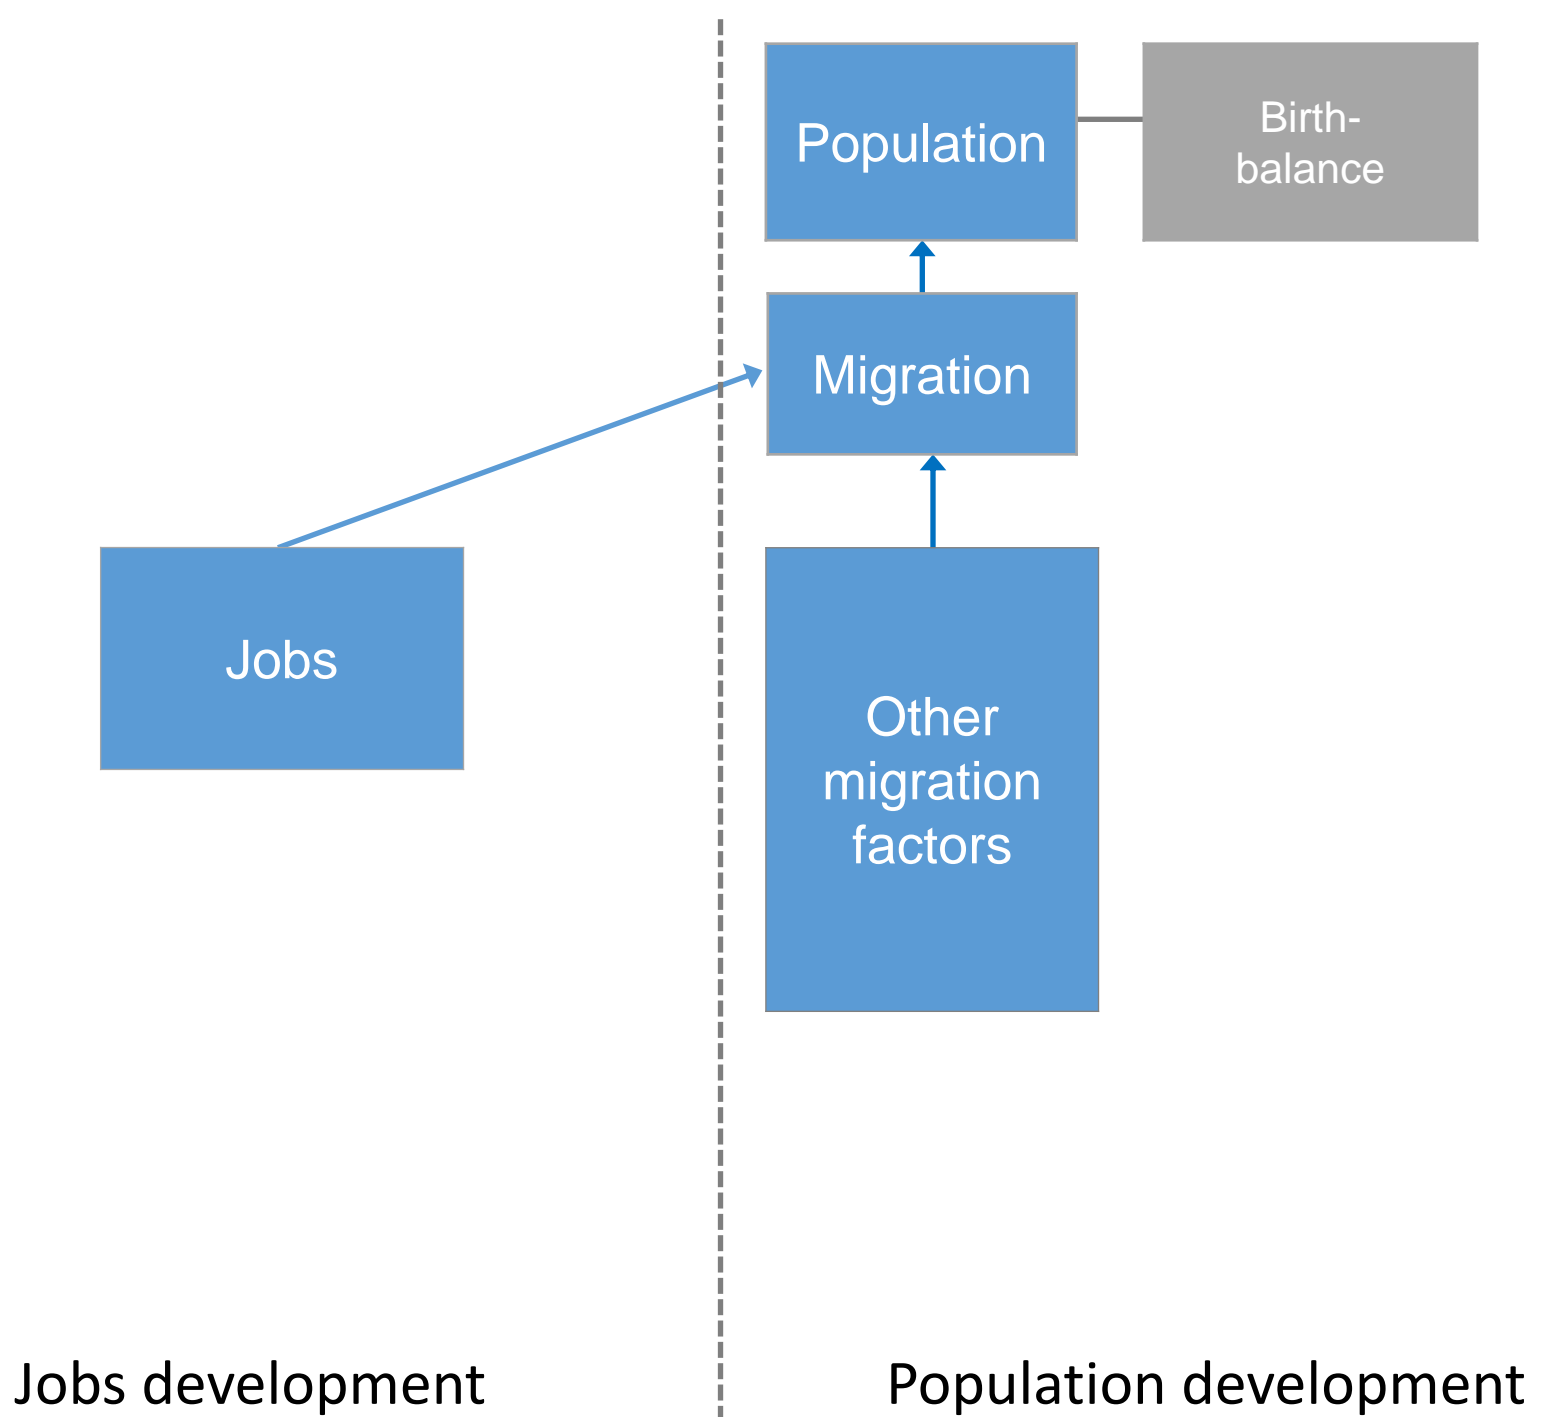 Population
Birth-
balance
Migration
Jobs
Other
migration
factors
Jobs development
Population development